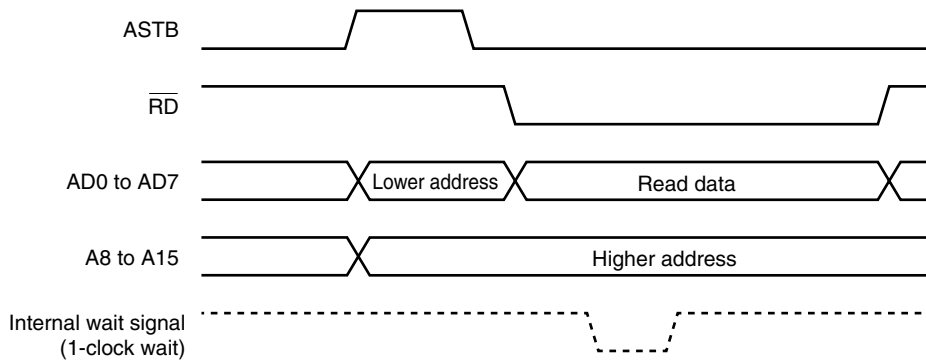 ASTB
RD
AD0 to AD7
Lower address
Read data
A8 to A15
Higher address
Internal wait signal
(1-clock wait)